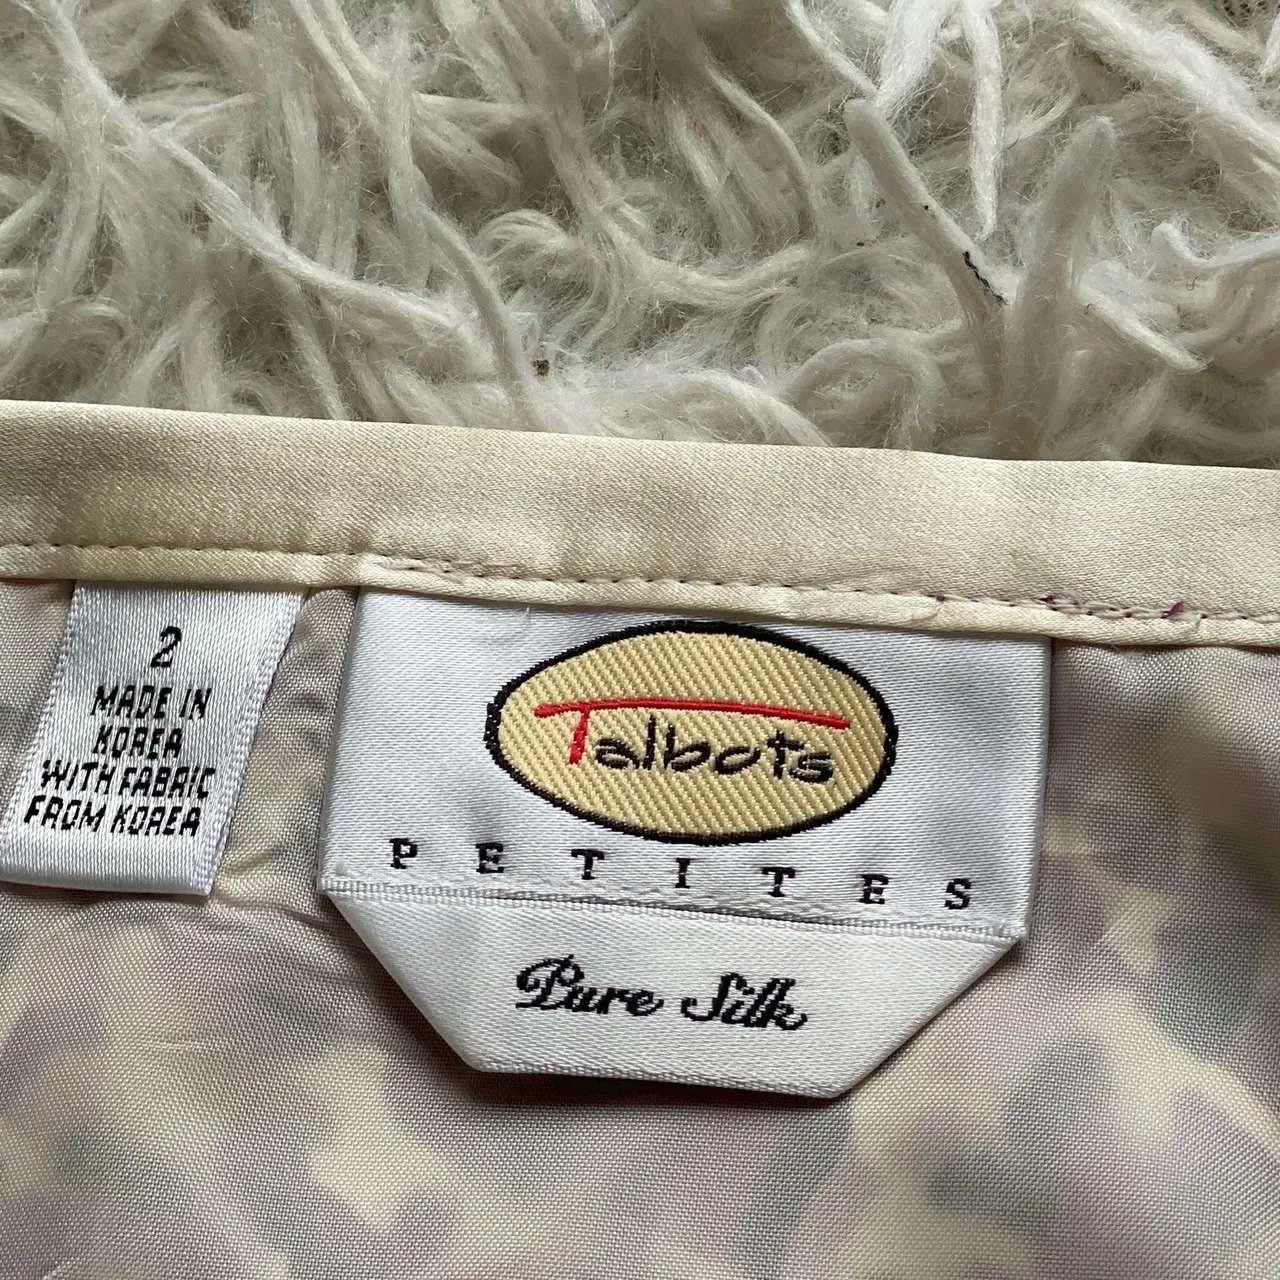 2
MADE IN
KOREA
WITH FABRIC
FROM KOREA
Talbots
PETITES
Pure Silk